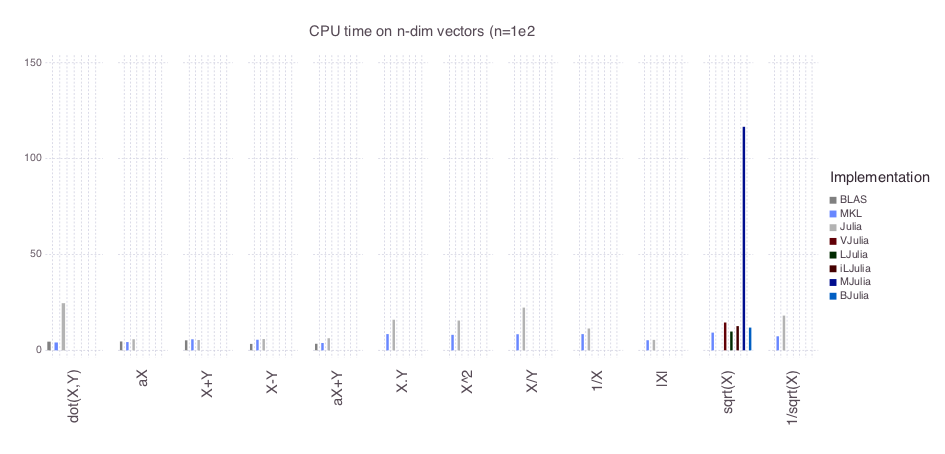 CPU time on n-dim vectors (n=1e2
150
100
50
0
dot(X,Y)
aX
X+Y
X-Y
aX+Y
X.Y
X^2
X/Y
1/X
|X|
sqrt(X)
1/sqrt(X)
Implementation
BLAS
MKL
Julia
VJulia
LJulia
iLJulia
MJulia
BJulia